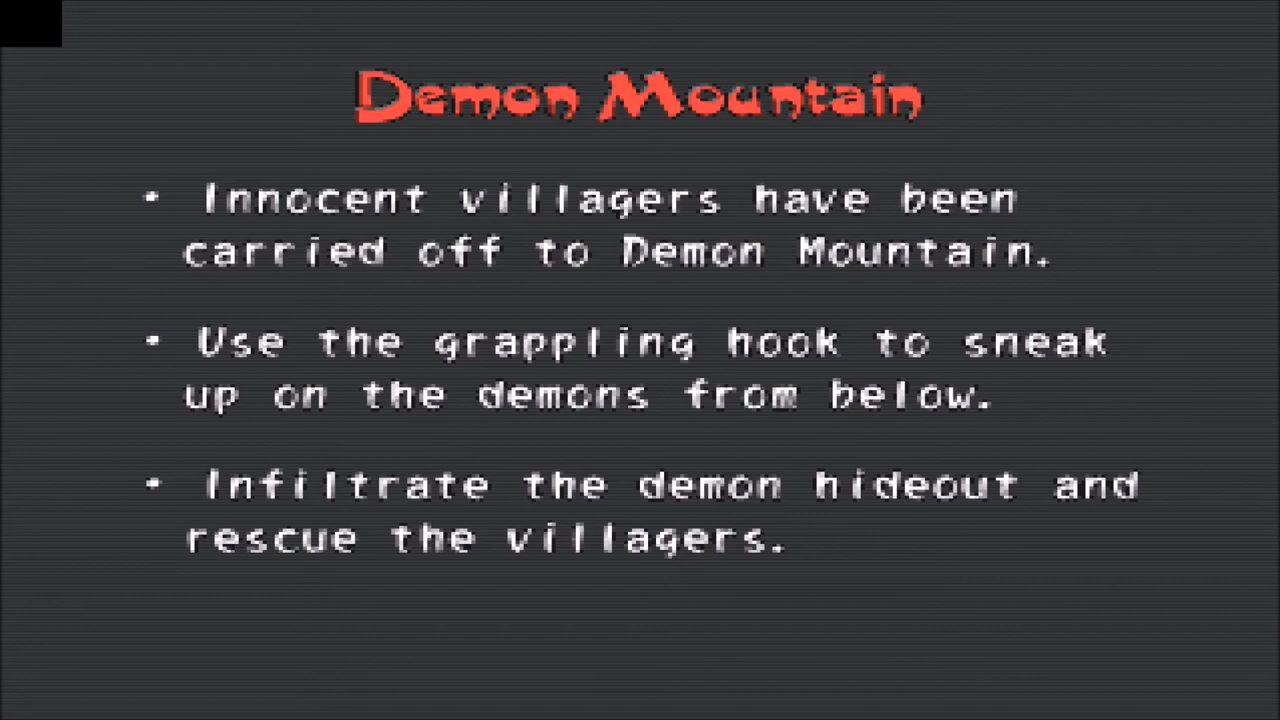 Demon Mountain
• Innocent villagers have been
carried off to Demon Mountain.
• Use the grappling hook to sneak
up on the demons from below.
• Infiltrate the demon hideout and
rescue the villagers.